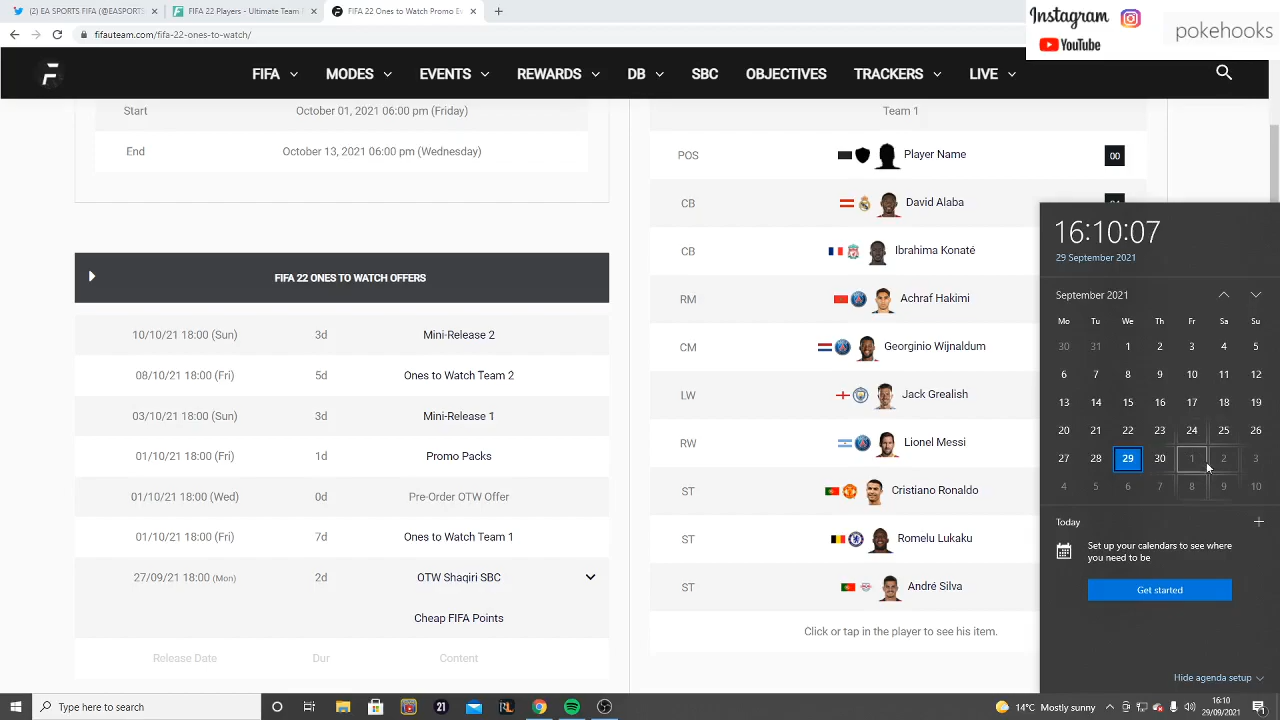 (2) EA SPORTS FIFA (@EASPORTS
FIFA 22 Players - Ultimate Team
FIFA 22 Ones to Watch Promo Ev
fifauteam.com/fifa-22-ones-to-watch/
Instagram
YouTube
pokehooks
FIFA MODES EVENTS REWARDS DB SBC OBJECTIVES TRACKERS LIVE
Start October 01, 2021 06:00 pm (Friday)
End October 13, 2021 06:00 pm (Wednesday)
FIFA 22 ONES TO WATCH OFFERS
10/10/21 18:00 (Sun) 3d Mini-Release 2
08/10/21 18:00 (Fri) 5d Ones to Watch Team 2
03/10/21 18:00 (Sun) 3d Mini-Release 1
01/10/21 18:00 (Fri) 1d Promo Packs
01/10/21 18:00 (Wed) 0d Pre-Order OTW Offer
01/10/21 18:00 (Fri) 7d Ones to Watch Team 1
27/09/21 18:00 (Mon) 2d OTW Shaqiri SBC
Cheap FIFA Points
Release Date Dur Content
Team 1
POS Player Name 00
CB David Alaba
CB Ibrahima Konaté
RM Achraf Hakimi
CM Georginio Wijnaldum
LW Jack Grealish
RW Lionel Messi
ST Cristiano Ronaldo
ST Romelu Lukaku
ST André Silva
Click or tap in the player to see his item.
16:10:07
29 September 2021
September 2021
Mo Tu We Th Fr Sa Su
30 31 1 2 3 4 5
6 7 8 9 10 11 12
13 14 15 16 17 18 19
20 21 22 23 24 25 26
27 28 29 30 1 2 3
4 5 6 7 8 9 10
Today
Set up your calendars to see where
you need to be
Get started
Hide agenda setup
Type here to search
21
14°C Mostly sunny
16:10
29/09/2021